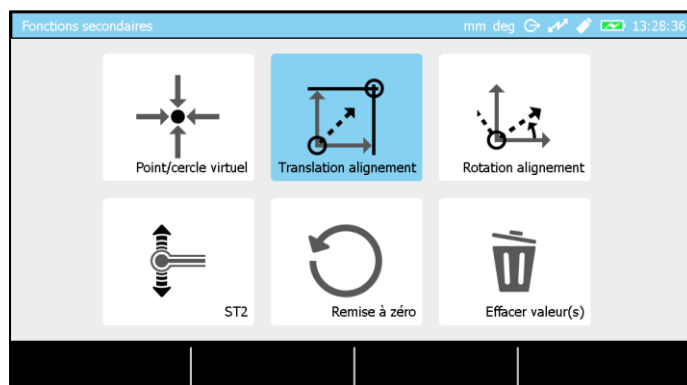 Fonctions secondaires
mm deg 13:28:36
Point/cercle virtuel
Translation alignement
Rotation alignement
ST2
Remise à zéro
Effacer valeur(s)